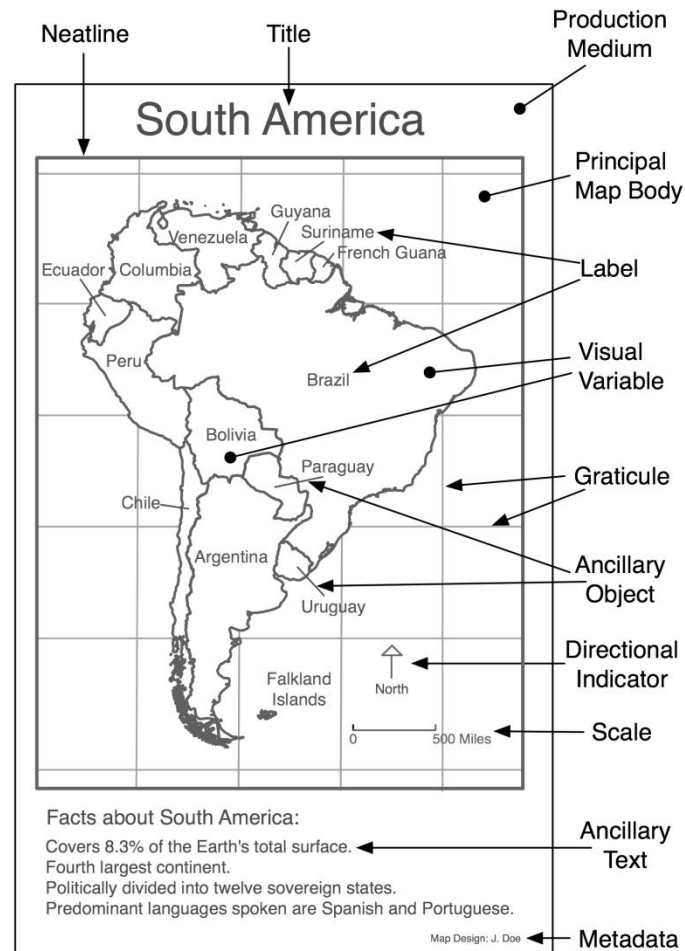 Neatline
Title
Production
Medium
South America
Principal
Map Body
Guyana
Suriname
Venezuela
French Guana
Label
Ecuador
Columbia
Visual
Variable
Peru
Brazil
Bolivia
Paraguay
Graticule
Chile
Argentina
Ancillary
Object
Uruguay
Directional
Indicator
Falkland
Islands
North
0
500 Miles
Scale
Facts about South America:
Covers 8.3% of the Earth's total surface.
Fourth largest continent.
Politically divided into twelve sovereign states.
Predominant languages spoken are Spanish and Portuguese.
Ancillary
Text
Map Design: J. Doe
Metadata